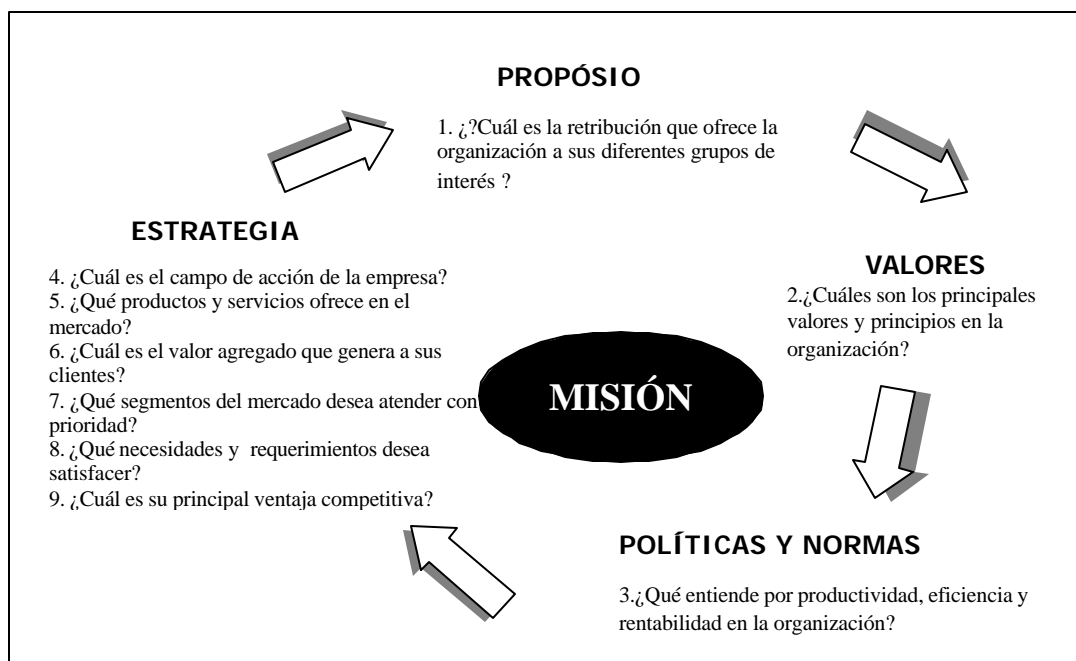 PROPÓSIO
1. ¿?Cuál es la retribución que ofrece la
organización a sus diferentes grupos de
interés ?
ESTRATEGIA
4. ¿Cuál es el campo de acción de la empresa?
5. ¿Qué productos y servicios ofrece en el
mercado?
6. ¿Cuál es el valor agregado que genera a sus
clientes?
7. ¿Qué segmentos del mercado desea atender con
prioridad?
8. ¿Qué necesidades y requerimientos desea
satisfacer?
9. ¿Cuál es su principal ventaja competitiva?
VALORES
2.¿Cuáles son los principales
valores y principios en la
organización?
MISIÓN
POLÍTICAS Y NORMAS
3.¿Qué entiende por productividad, eficiencia y
rentabilidad en la organización?